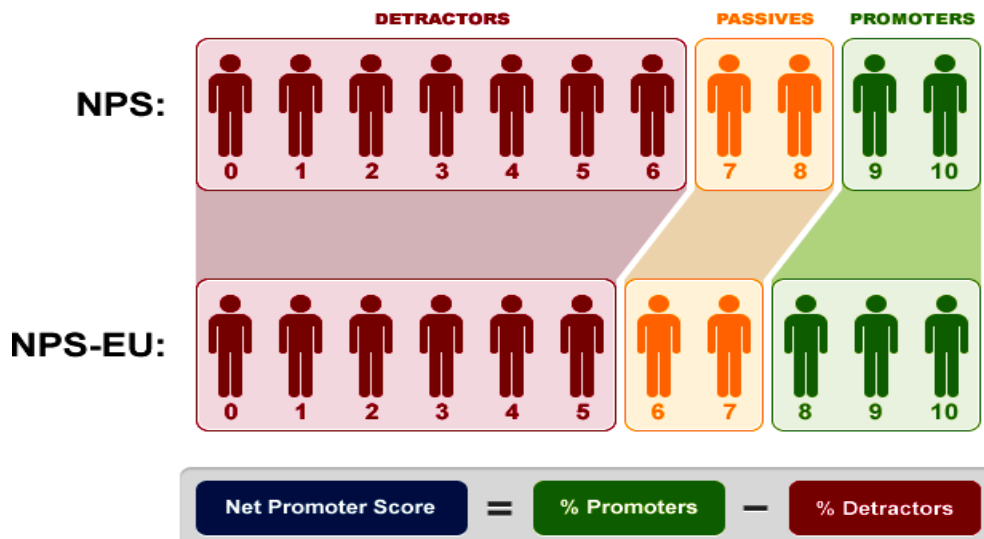 DETRACTORS PASSIVES PROMOTERS
NPS:
0 1 2 3 4 5 6 7 8 9 10
NPS-EU:
0 1 2 3 4 5 6 7 8 9 10
Net Promoter Score = % Promoters − % Detractors